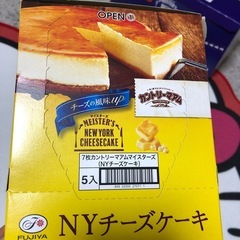 OPEN
チーズの風味up
カントリーマアム
MEISTER'S
NEW YORK
CHEESECAKE
7枚カントリーマアムマイスターズ
(NYチーズケーキ)
5入
FUJIYA
NYチーズケーキ